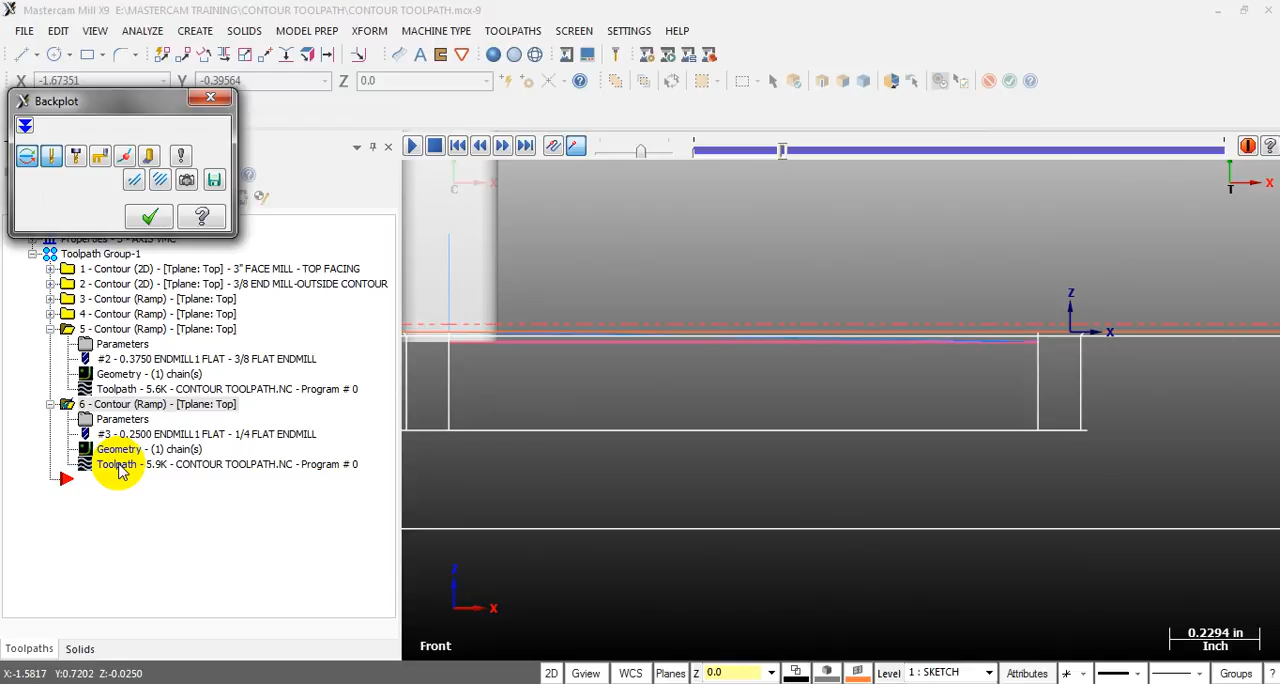 Mastercam Mill X9 E:\MASTERCAM TRAINING\CONTOUR TOOLPATH\CONTOUR TOOLPATH.mcx-9
FILE EDIT VIEW ANALYZE CREATE SOLIDS MODEL PREP XFORM MACHINE TYPE TOOLPATHS SCREEN SETTINGS HELP
X -1.67351 Y -0.39564 Z 0.0
Backplot
Toolpath Group-1
1 - Contour (2D) - [Tplane: Top] - 3" FACE MILL - TOP FACING
2 - Contour (2D) - [Tplane: Top] - 3/8 END MILL-OUTSIDE CONTOUR
3 - Contour (Ramp) - [Tplane: Top]
4 - Contour (Ramp) - [Tplane: Top]
5 - Contour (Ramp) - [Tplane: Top]
Parameters
#2 - 0.3750 ENDMILL1 FLAT - 3/8 FLAT ENDMILL
Geometry - (1) chain(s)
Toolpath - 5.6K - CONTOUR TOOLPATH.NC - Program # 0
6 - Contour (Ramp) - [Tplane: Top]
Parameters
#3 - 0.2500 ENDMILL1 FLAT - 1/4 FLAT ENDMILL
Geometry - (1) chain(s)
Toolpath - 5.9K - CONTOUR TOOLPATH.NC - Program # 0
C X
T X
Z
X
Z
X
Front
0.2294 in
Inch
Toolpaths Solids
X:-1.5817 Y:0.7202 Z:-0.0250 2D Gview WCS Planes Z 0.0 Level 1 : SKETCH Attributes Groups ?